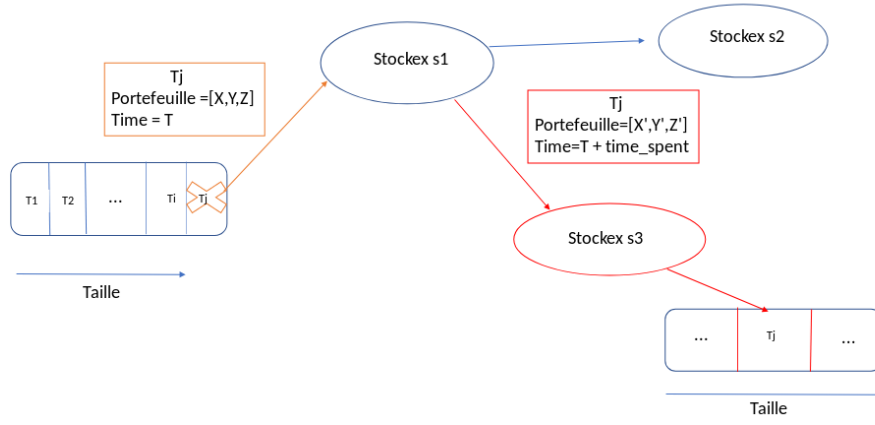 Stockex s1
Stockex s2
Tj
Portefeuille =[X,Y,Z]
Time = T
Tj
Portefeuille=[X',Y',Z']
Time=T + time_spent
T1 T2 ... Ti Tj
Taille
Stockex s3
... Tj ...
Taille